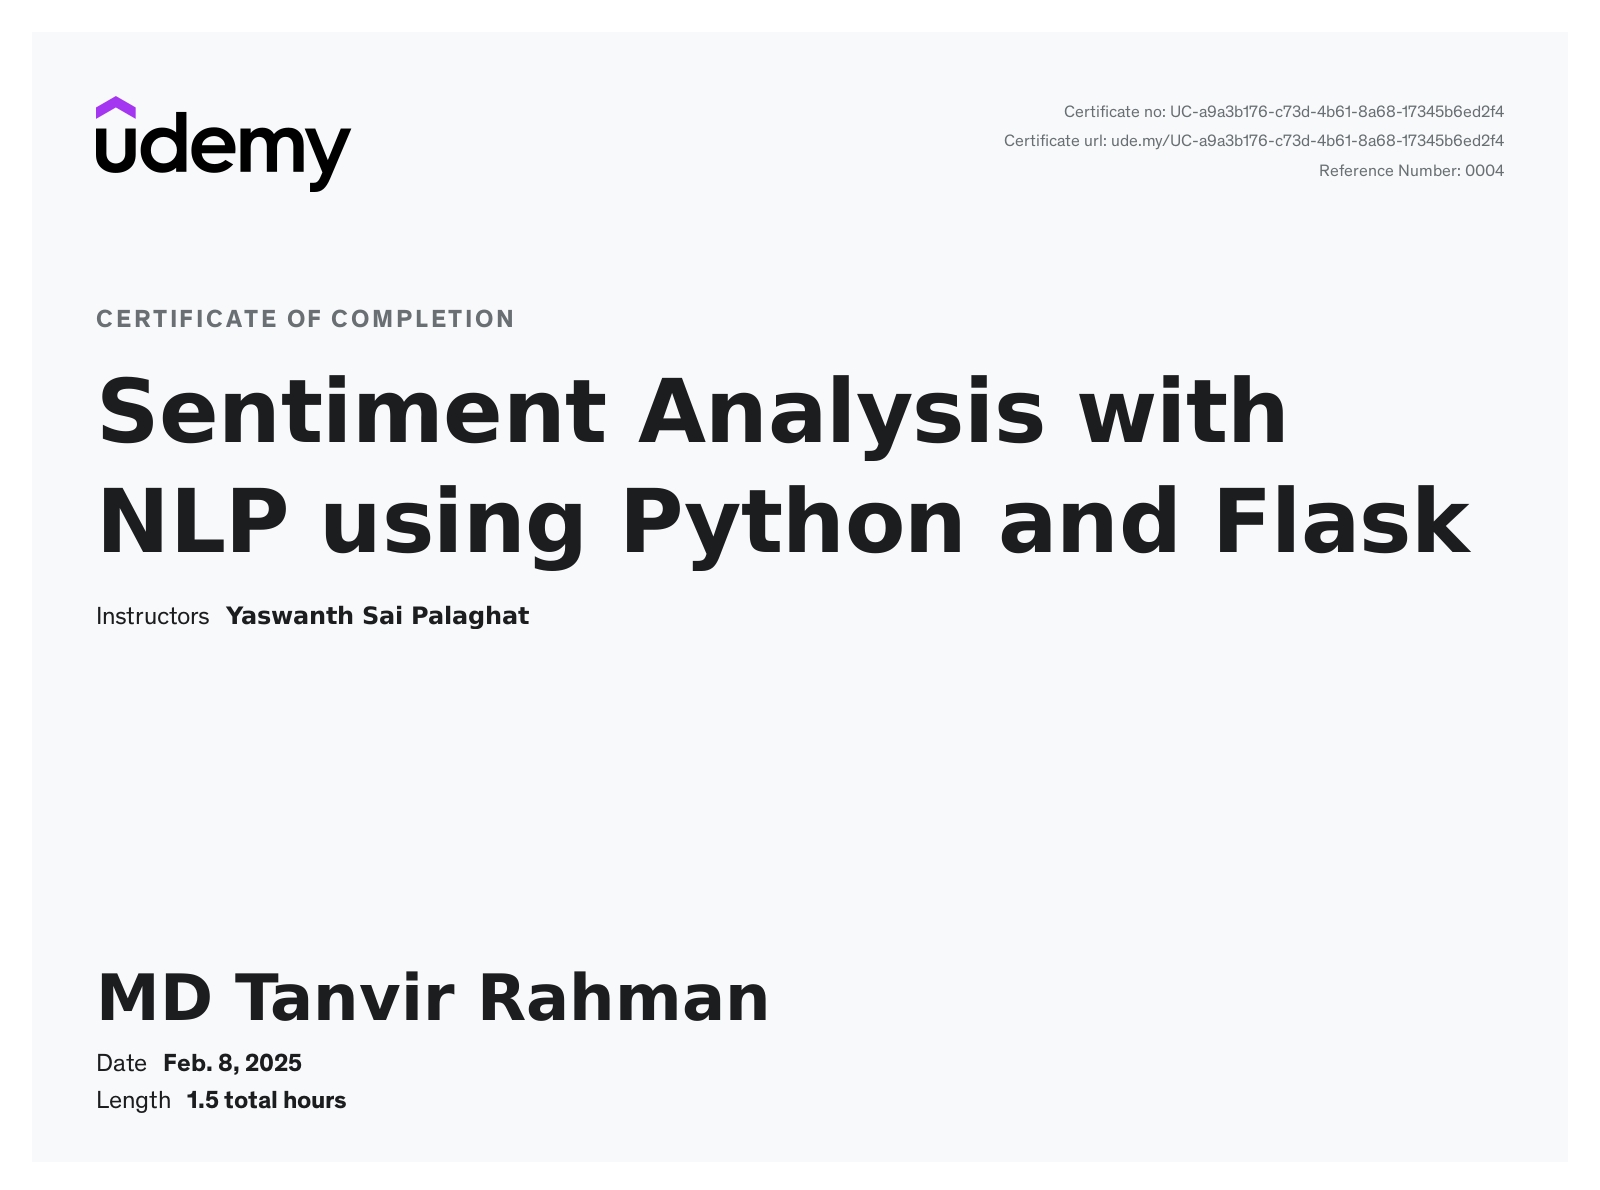 udemy
Certificate no: UC-a9a3b176-c73d-4b61-8a68-17345b6ed2f4
Certificate url: ude.my/UC-a9a3b176-c73d-4b61-8a68-17345b6ed2f4
Reference Number: 0004
CERTIFICATE OF COMPLETION
Sentiment Analysis with
NLP using Python and Flask
Instructors Yaswanth Sai Palaghat
MD Tanvir Rahman
Date Feb. 8, 2025
Length 1.5 total hours